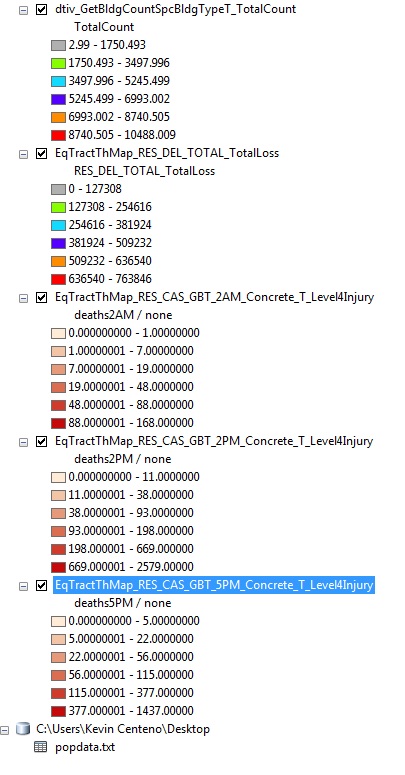 dtiv_GetBldgCountSpcBldgTypeT_TotalCount
TotalCount
2.99 - 1750.493
1750.493 - 3497.996
3497.996 - 5245.499
5245.499 - 6993.002
6993.002 - 8740.505
8740.505 - 10488.009
EqTractThMap_RES_DEL_TOTAL_TotalLoss
RES_DEL_TOTAL_TotalLoss
0 - 127308
127308 - 254616
254616 - 381924
381924 - 509232
509232 - 636540
636540 - 763846
EqTractThMap_RES_CAS_GBT_2AM_Concrete_T_Level4Injury
deaths2AM / none
0.000000000 - 1.00000000
1.00000001 - 7.00000000
7.00000001 - 19.0000000
19.0000001 - 48.0000000
48.0000001 - 88.0000000
88.0000001 - 168.000000
EqTractThMap_RES_CAS_GBT_2PM_Concrete_T_Level4Injury
deaths2PM / none
0.00000000 - 11.0000000
11.0000001 - 38.0000000
38.0000001 - 93.0000000
93.0000001 - 198.000000
198.000001 - 669.000000
669.000001 - 2579.00000
EqTractThMap_RES_CAS_GBT_5PM_Concrete_T_Level4Injury
deaths5PM / none
0.00000000 - 5.00000000
5.00000001 - 22.0000000
22.0000001 - 56.0000000
56.0000001 - 115.000000
115.000001 - 377.000000
377.000001 - 1437.00000
C:\Users\Kevin Centeno\Desktop
popdata.txt